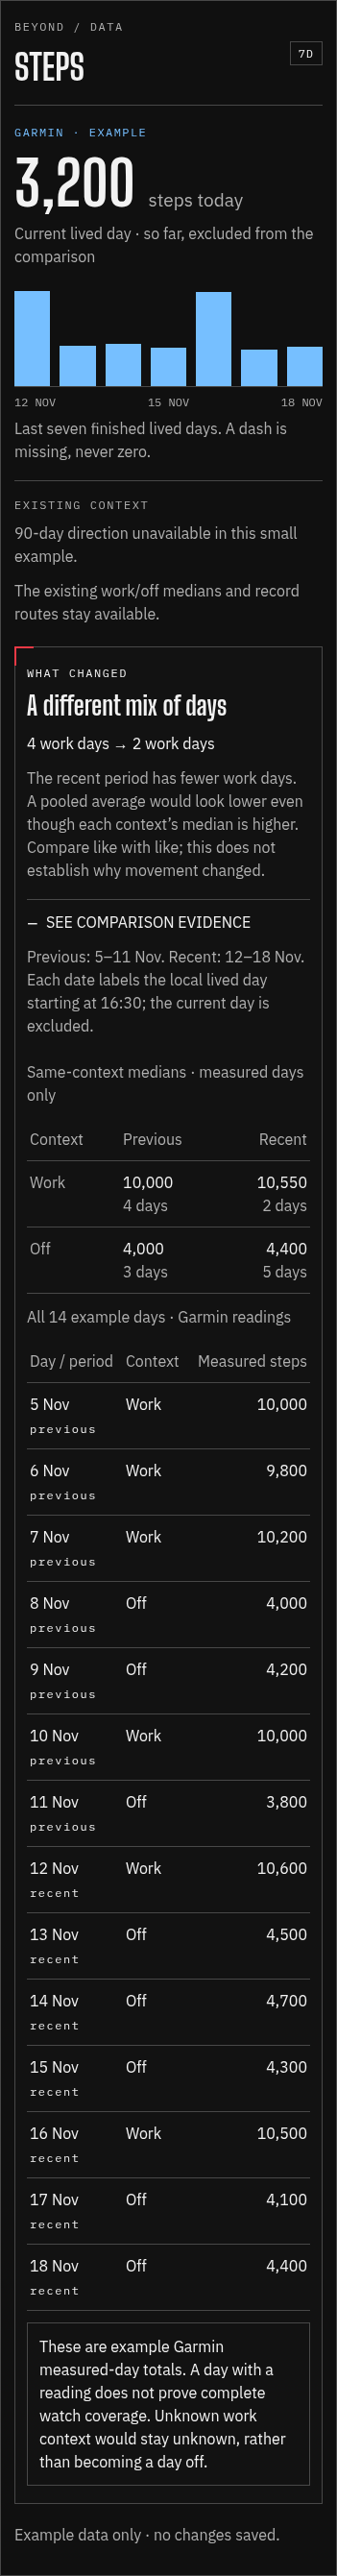 BEYOND / DATA
STEPS
7D
GARMIN · EXAMPLE
3,200 steps today
Current lived day · so far, excluded from the
comparison
12 NOV 15 NOV 18 NOV
Last seven finished lived days. A dash is
missing, never zero.
EXISTING CONTEXT
90-day direction unavailable in this small
example.
The existing work/off medians and record
routes stay available.
WHAT CHANGED
A different mix of days
4 work days → 2 work days
The recent period has fewer work days.
A pooled average would look lower even
though each context’s median is higher.
Compare like with like; this does not
establish why movement changed.
— SEE COMPARISON EVIDENCE
Previous: 5–11 Nov. Recent: 12–18 Nov.
Each date labels the local lived day
starting at 16:30; the current day is
excluded.
Same-context medians · measured days
only
Context Previous Recent
Work 10,000 10,550
4 days 2 days
Off 4,000 4,400
3 days 5 days
All 14 example days · Garmin readings
Day / period Context Measured steps
5 Nov Work 10,000
previous
6 Nov Work 9,800
previous
7 Nov Work 10,200
previous
8 Nov Off 4,000
previous
9 Nov Off 4,200
previous
10 Nov Work 10,000
previous
11 Nov Off 3,800
previous
12 Nov Work 10,600
recent
13 Nov Off 4,500
recent
14 Nov Off 4,700
recent
15 Nov Off 4,300
recent
16 Nov Work 10,500
recent
17 Nov Off 4,100
recent
18 Nov Off 4,400
recent
These are example Garmin
measured-day totals. A day with a
reading does not prove complete
watch coverage. Unknown work
context would stay unknown, rather
than becoming a day off.
Example data only · no changes saved.